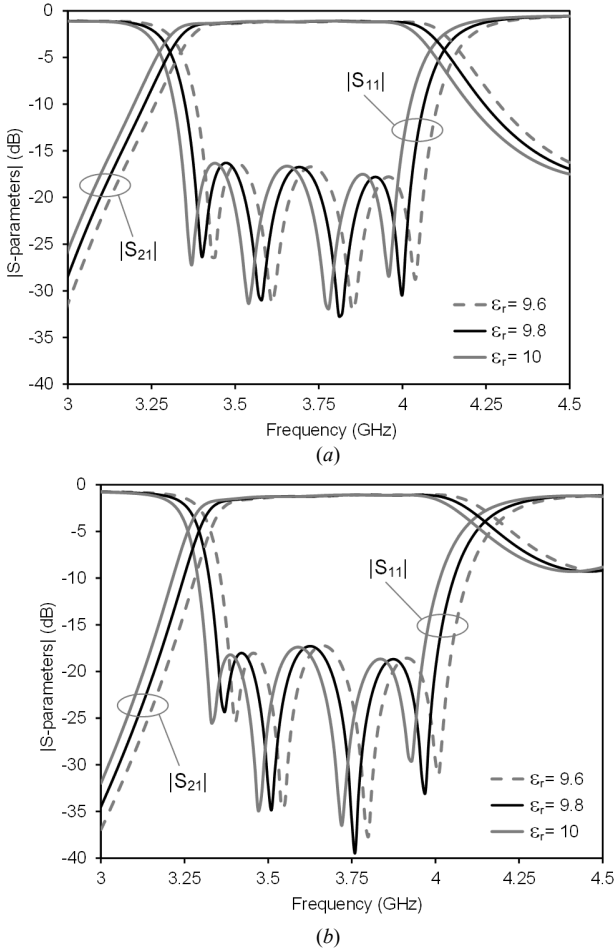 0
-5
-10
-15
-20
-25
-30
-35
-40
|S-parameters| (dB)
|S11|
|S21|
εr= 9.6
εr= 9.8
εr= 10
3 3.25 3.5 3.75 4 4.25 4.5
Frequency (GHz)
(a)
0
-5
-10
-15
-20
-25
-30
-35
-40
|S-parameters| (dB)
|S11|
|S21|
εr= 9.6
εr= 9.8
εr= 10
3 3.25 3.5 3.75 4 4.25 4.5
Frequency (GHz)
(b)